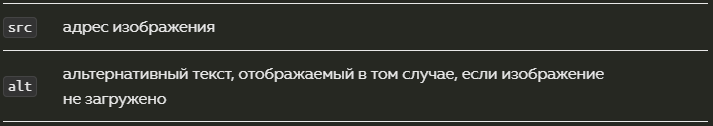 src адрес изображения
alt альтернативный текст, отображаемый в том случае, если изображение
не загружено